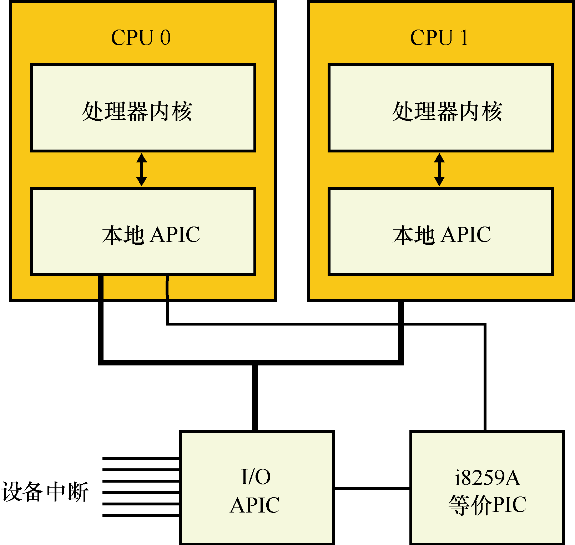 CPU 0
CPU 1
处理器内核
处理器内核
本地 APIC
本地 APIC
设备中断
I/O
APIC
i8259A
等价PIC